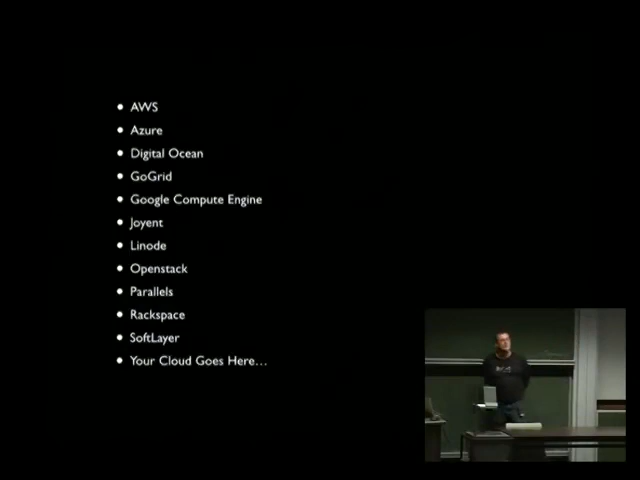 AWS
Azure
Digital Ocean
GoGrid
Google Compute Engine
Joyent
Linode
Openstack
Parallels
Rackspace
SoftLayer
Your Cloud Goes Here...